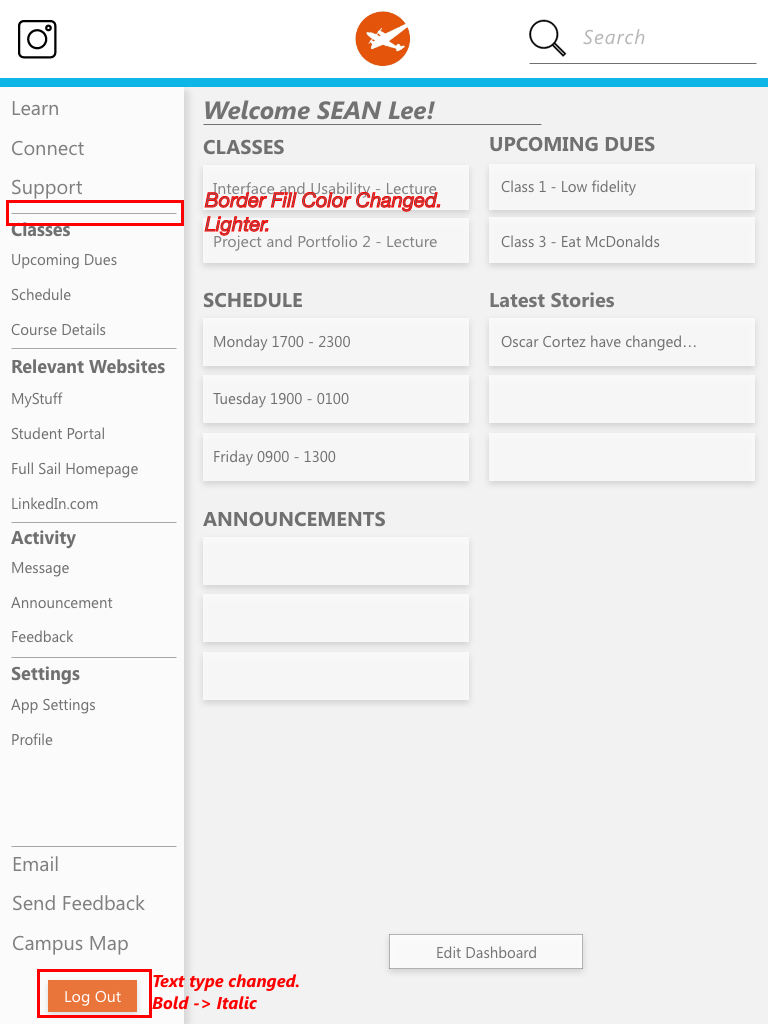 Search
Learn
Connect
Support
Classes
Upcoming Dues
Schedule
Course Details
Relevant Websites
MyStuff
Student Portal
Full Sail Homepage
LinkedIn.com
Activity
Message
Announcement
Feedback
Settings
App Settings
Profile
Email
Send Feedback
Campus Map
Log Out
Text type changed.
Bold -> Italic
Welcome SEAN Lee!
CLASSES
Interface and Usability - Lecture
Border Fill Color Changed.
Lighter.
Project and Portfolio 2 - Lecture
UPCOMING DUES
Class 1 - Low fidelity
Class 3 - Eat McDonalds
SCHEDULE
Monday 1700 - 2300
Tuesday 1900 - 0100
Friday 0900 - 1300
Latest Stories
Oscar Cortez have changed...
ANNOUNCEMENTS
Edit Dashboard